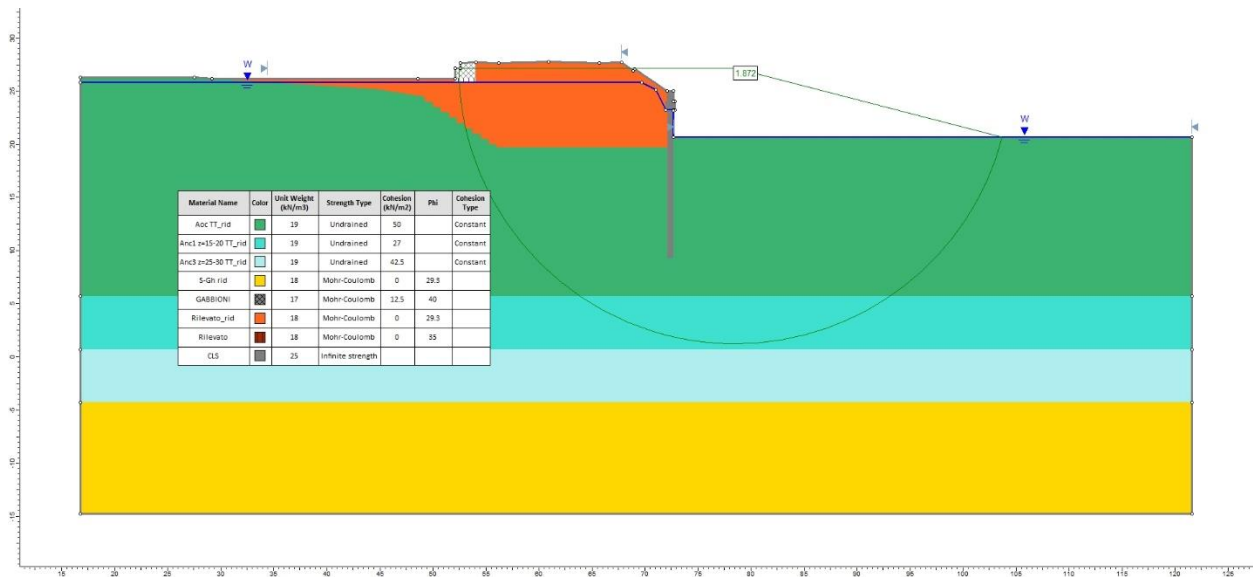 30
W
W
1.872
25
20
15
10
5
0
-5
-10
-15
Material Name Color Unit Weight (kN/m3) Strength Type Cohesion (kN/m2) Phi Cohesion Type
Aoc TT_rid 19 Undrained 50 Constant
Anc1 z=15-20 TT_rid 19 Undrained 27 Constant
Anc3 z=25-30 TT_rid 19 Undrained 42.5 Constant
S-Gh rid 18 Mohr-Coulomb 0 29.3
GABBIONI 17 Mohr-Coulomb 12.5 40
Rilevato_rid 18 Mohr-Coulomb 0 29.3
Rilevato 18 Mohr-Coulomb 0 35
CLS 25 Infinite strength
15 20 25 30 35 40 45 50 55 60 65 70 75 80 85 90 95 100 105 110 115 120 125